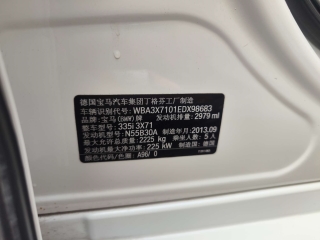 德国宝马汽车集团丁格芬工厂制造
车辆识别代号: WBA3X7101EDX98683
品牌: 宝马(BMW)牌 发动机排量: 2979 ml
整车型号: 335i 3X71
发动机型号: N55B30A 制造年月: 2013.09
最大允许总质量: 2225 kg 乘坐人数: 5 人
发动机最大净功率: 225 kW 制造国: 德国
颜色代码/色漆: A96/ 0